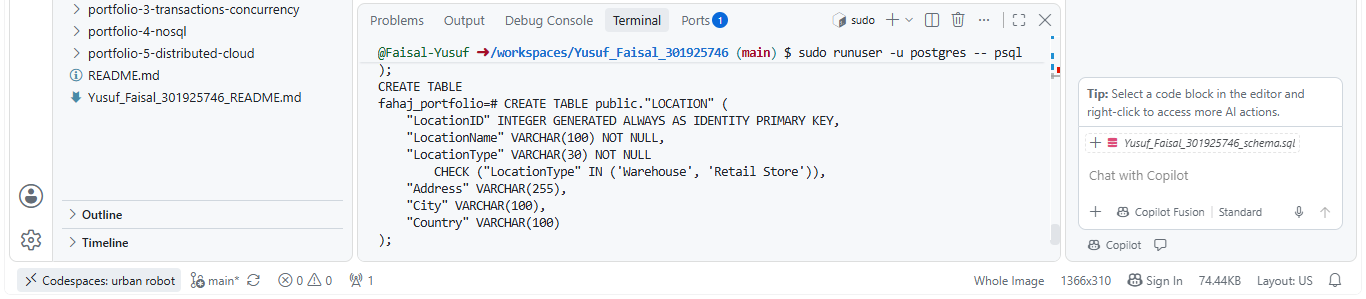 portfolio-3-transactions-concurrency
portfolio-4-nosql
portfolio-5-distributed-cloud
README.md
Yusuf_Faisal_301925746_README.md
Outline
Timeline
Problems Output Debug Console Terminal Ports 1 sudo
@Faisal-Yusuf ➜/workspaces/Yusuf_Faisal_301925746 (main) $ sudo runuser -u postgres -- psql
);
CREATE TABLE
fahaj_portfolio=# CREATE TABLE public."LOCATION" (
    "LocationID" INTEGER GENERATED ALWAYS AS IDENTITY PRIMARY KEY,
    "LocationName" VARCHAR(100) NOT NULL,
    "LocationType" VARCHAR(30) NOT NULL
        CHECK ("LocationType" IN ('Warehouse', 'Retail Store')),
    "Address" VARCHAR(255),
    "City" VARCHAR(100),
    "Country" VARCHAR(100)
);
Tip: Select a code block in the editor and
right-click to access more AI actions.
Yusuf_Faisal_301925746_schema.sql
Chat with Copilot
Copilot Fusion Standard
Copilot
Codespaces: urban robot main* 0 0 1 Whole Image 1366x310 Sign In 74.44KB Layout: US